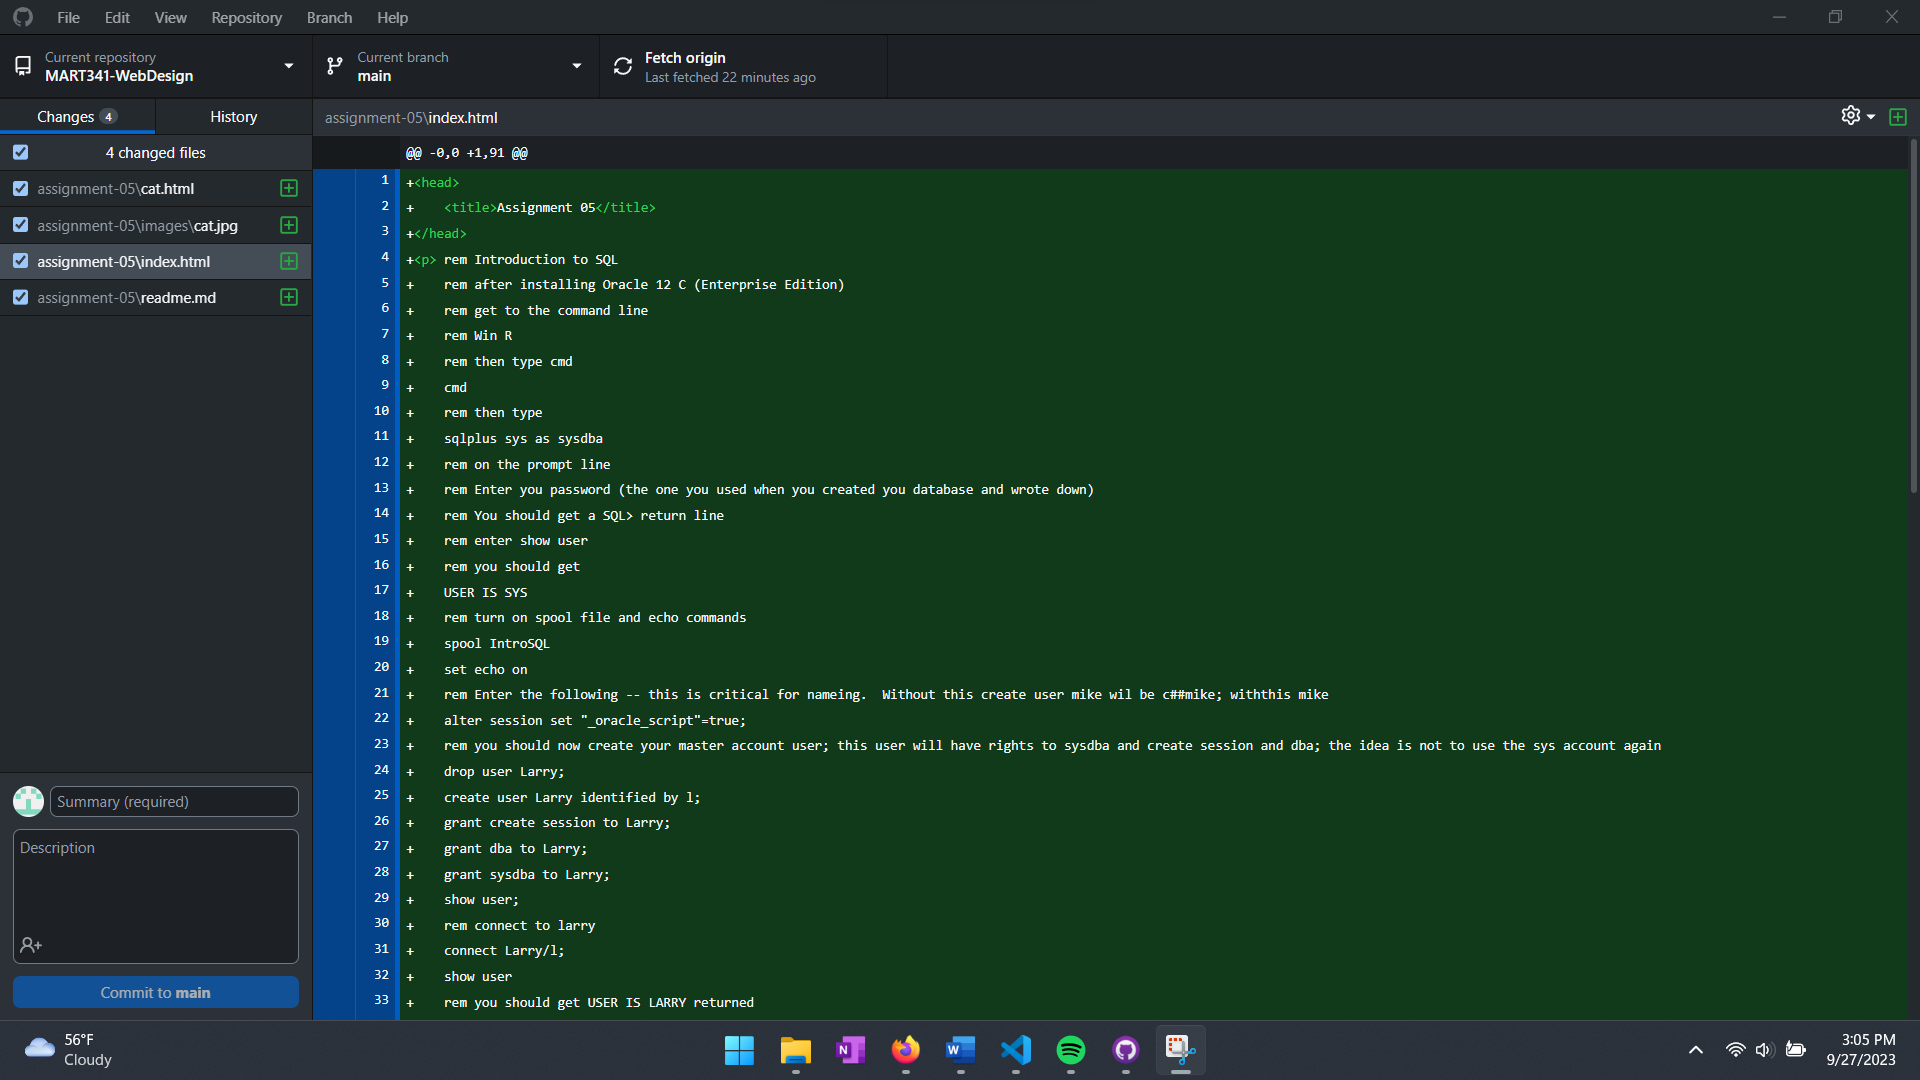 File Edit View Repository Branch Help
Current repository
MART341-WebDesign
Current branch
main
Fetch origin
Last fetched 22 minutes ago
Changes 4
History
assignment-05\index.html
4 changed files
assignment-05\cat.html
assignment-05\images\cat.jpg
assignment-05\index.html
assignment-05\readme.md
@@ -0,0 +1,91 @@
1 +<head>
2 +    <title>Assignment 05</title>
3 +</head>
4 +<p> rem Introduction to SQL
5 +    rem after installing Oracle 12 C (Enterprise Edition)
6 +    rem get to the command line
7 +    rem Win R
8 +    rem then type cmd
9 +    cmd
10 +    rem then type
11 +    sqlplus sys as sysdba
12 +    rem on the prompt line
13 +    rem Enter you password (the one you used when you created you database and wrote down)
14 +    rem You should get a SQL> return line
15 +    rem enter show user
16 +    rem you should get
17 +    USER IS SYS
18 +    rem turn on spool file and echo commands
19 +    spool IntroSQL
20 +    set echo on
21 +    rem Enter the following -- this is critical for nameing.  Without this create user mike wil be c##mike; withthis mike
22 +    alter session set "_oracle_script"=true;
23 +    rem you should now create your master account user; this user will have rights to sysdba and create session and dba; the idea is not to use the sys account again
24 +    drop user Larry;
25 +    create user Larry identified by l;
26 +    grant create session to Larry;
27 +    grant dba to Larry;
28 +    grant sysdba to Larry;
29 +    show user;
30 +    rem connect to larry
31 +    connect Larry/l;
32 +    show user
33 +    rem you should get USER IS LARRY returned
Summary (required)
Description
Commit to main
56°F
Cloudy
3:05 PM
9/27/2023